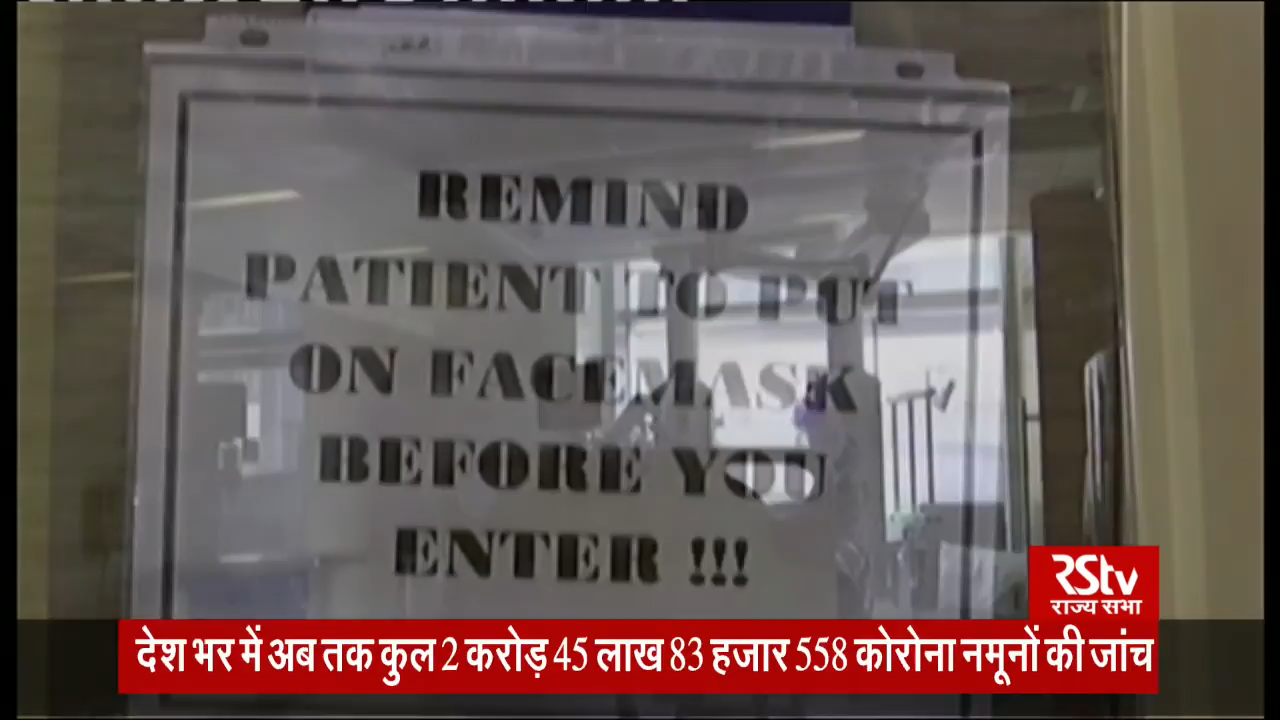 REMIND
PATIENT TO PUT
ON FACEMASK
BEFORE YOU
ENTER !!!
RStv
राज्य सभा
देश भर में अब तक कुल 2 करोड़ 45 लाख 83 हजार 558 कोरोना नमूनों की जांच